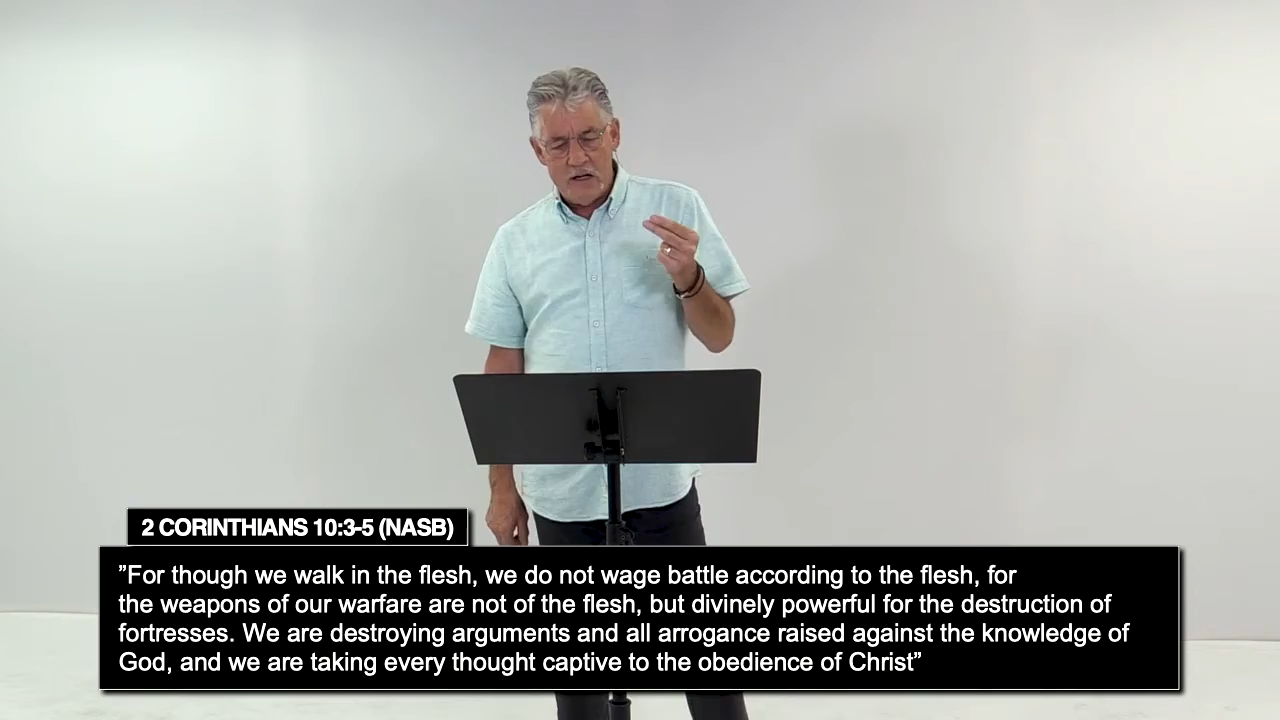 2 CORINTHIANS 10:3-5 (NASB)
”For though we walk in the flesh, we do not wage battle according to the flesh, for
the weapons of our warfare are not of the flesh, but divinely powerful for the destruction of
fortresses. We are destroying arguments and all arrogance raised against the knowledge of
God, and we are taking every thought captive to the obedience of Christ”